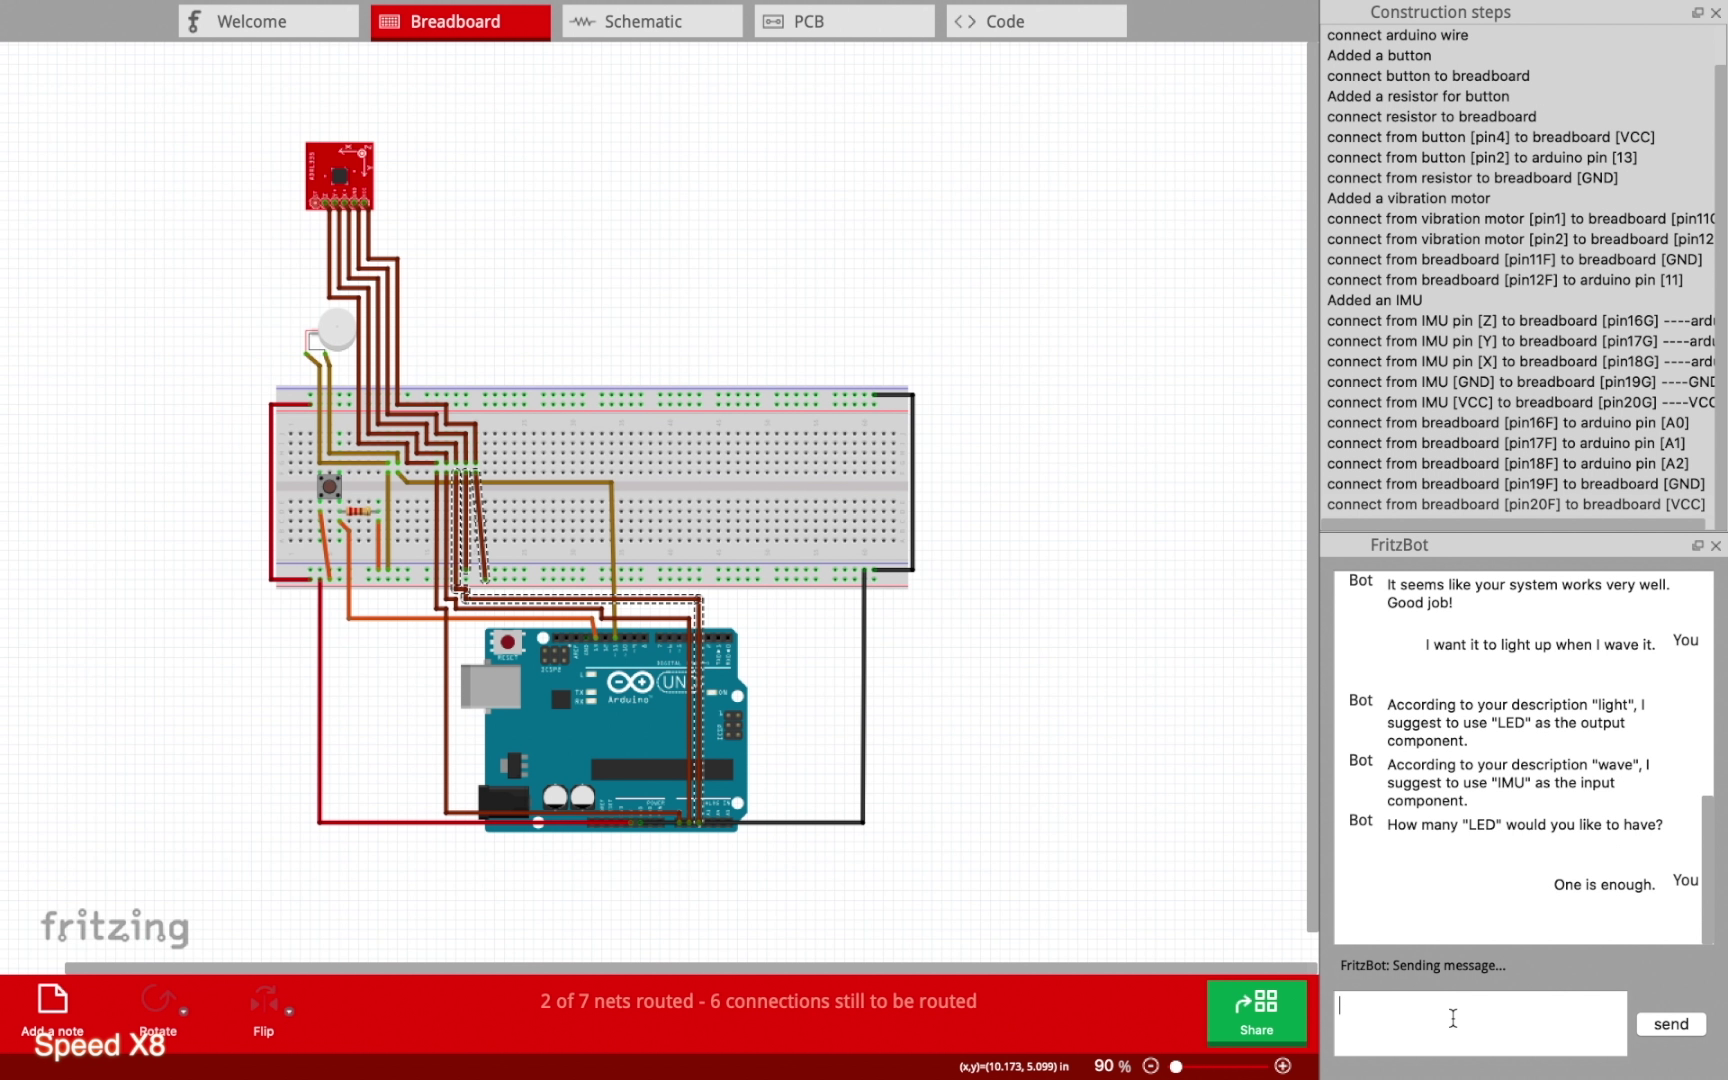 Welcome
Breadboard
Schematic
PCB
Code
Construction steps
connect arduino wire
Added a button
connect button to breadboard
Added a resistor for button
connect resistor to breadboard
connect from button [pin4] to breadboard [VCC]
connect from button [pin2] to arduino pin [13]
connect from resistor to breadboard [GND]
Added a vibration motor
connect from vibration motor [pin1] to breadboard [pin11
connect from vibration motor [pin2] to breadboard [pin12
connect from breadboard [pin11F] to breadboard [GND]
connect from breadboard [pin12F] to arduino pin [11]
Added an IMU
connect from IMU pin [Z] to breadboard [pin16G] ----ard
connect from IMU pin [Y] to breadboard [pin17G] ----ard
connect from IMU pin [X] to breadboard [pin18G] ----ard
connect from IMU [GND] to breadboard [pin19G] ----GND
connect from IMU [VCC] to breadboard [pin20G] ----VCC
connect from breadboard [pin16F] to arduino pin [A0]
connect from breadboard [pin17F] to arduino pin [A1]
connect from breadboard [pin18F] to arduino pin [A2]
connect from breadboard [pin19F] to breadboard [GND]
connect from breadboard [pin20F] to breadboard [VCC]
FritzBot
Bot It seems like your system works very well.
Good job!
I want it to light up when I wave it. You
Bot According to your description "light", I
suggest to use "LED" as the output
component.
Bot According to your description "wave", I
suggest to use "IMU" as the input
component.
Bot How many "LED" would you like to have?
One is enough. You
FritzBot: Sending message...
send
RESET
ICSP2
L
TX
RX
UN
Arduino
ON
ICSP
POWER
fritzing
2 of 7 nets routed - 6 connections still to be routed
Add a note
Rotate
Flip
Share
Speed X8
(x,y)=(10.173, 5.099) in
90 %